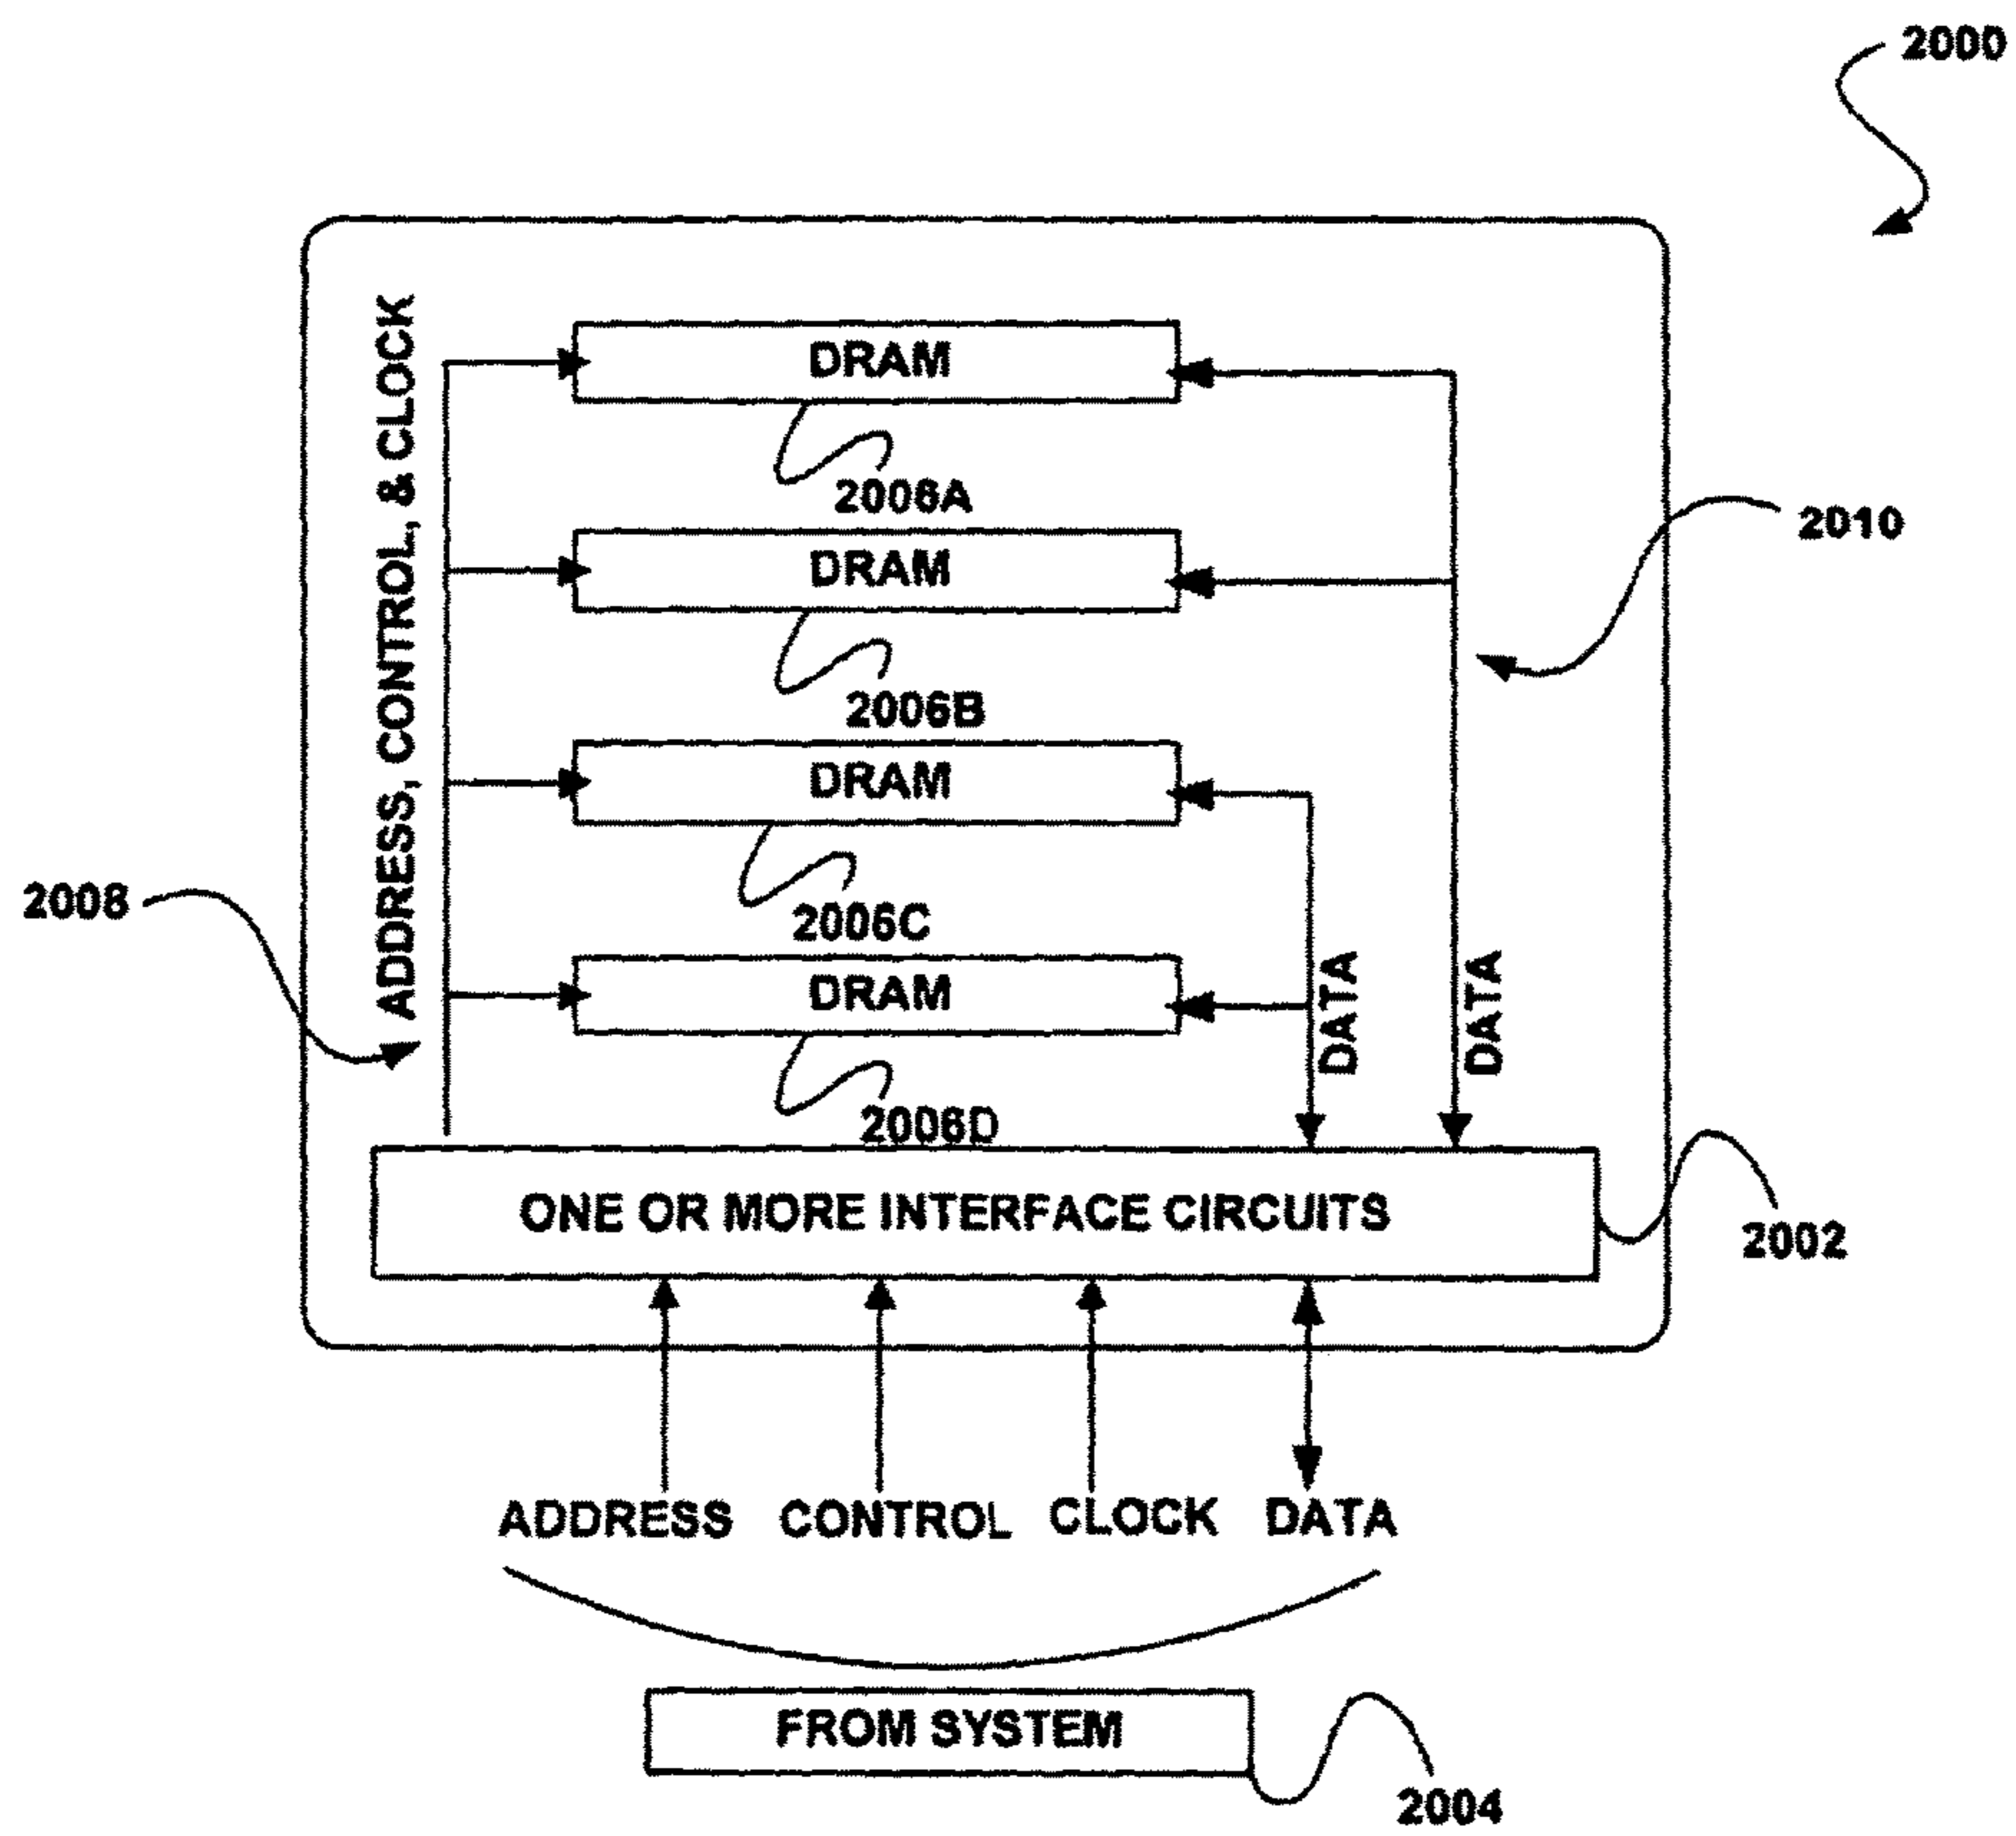 2000
ADDRESS, CONTROL, & CLOCK
DRAM
2006A
2010
DRAM
2006B
DRAM
2008
2006C
DRAM
DATA
DATA
2006D
ONE OR MORE INTERFACE CIRCUITS
2002
ADDRESS CONTROL CLOCK DATA
FROM SYSTEM
2004